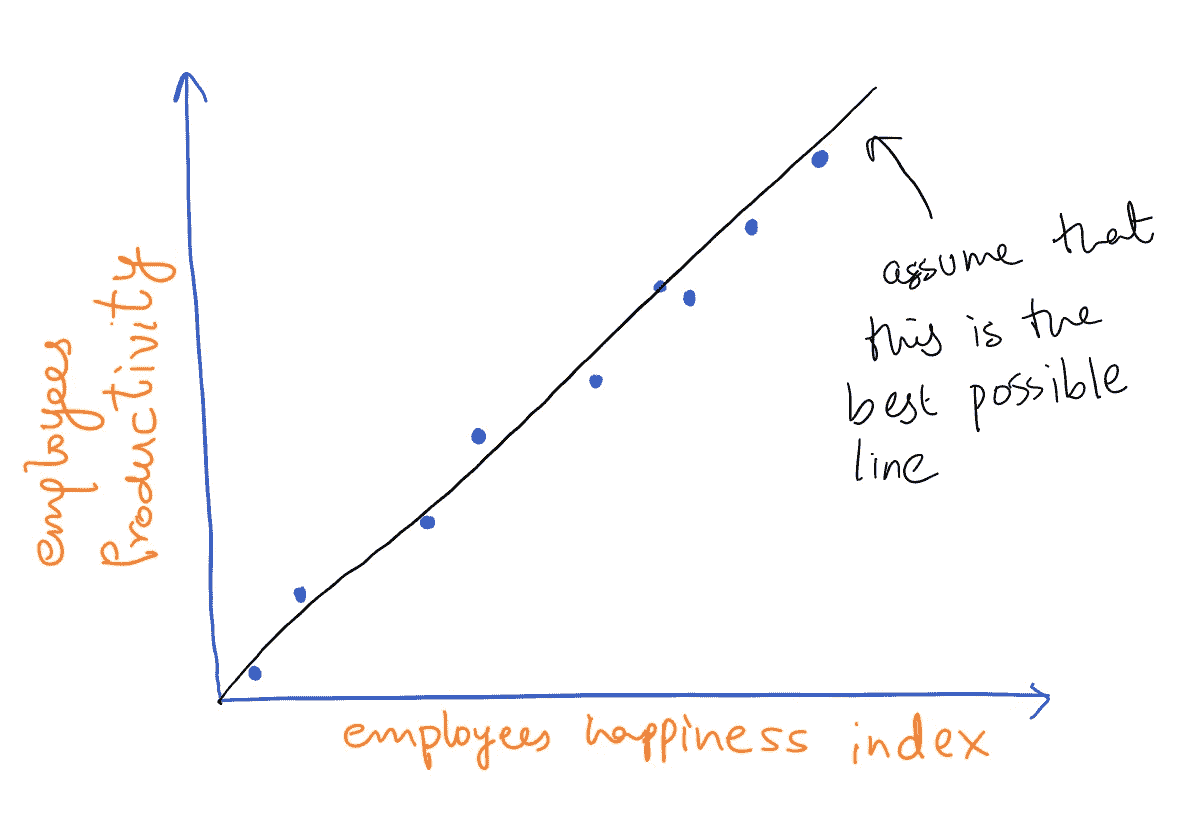 employees
Productivity
assume that
this is the
best possible
line
employees happiness index